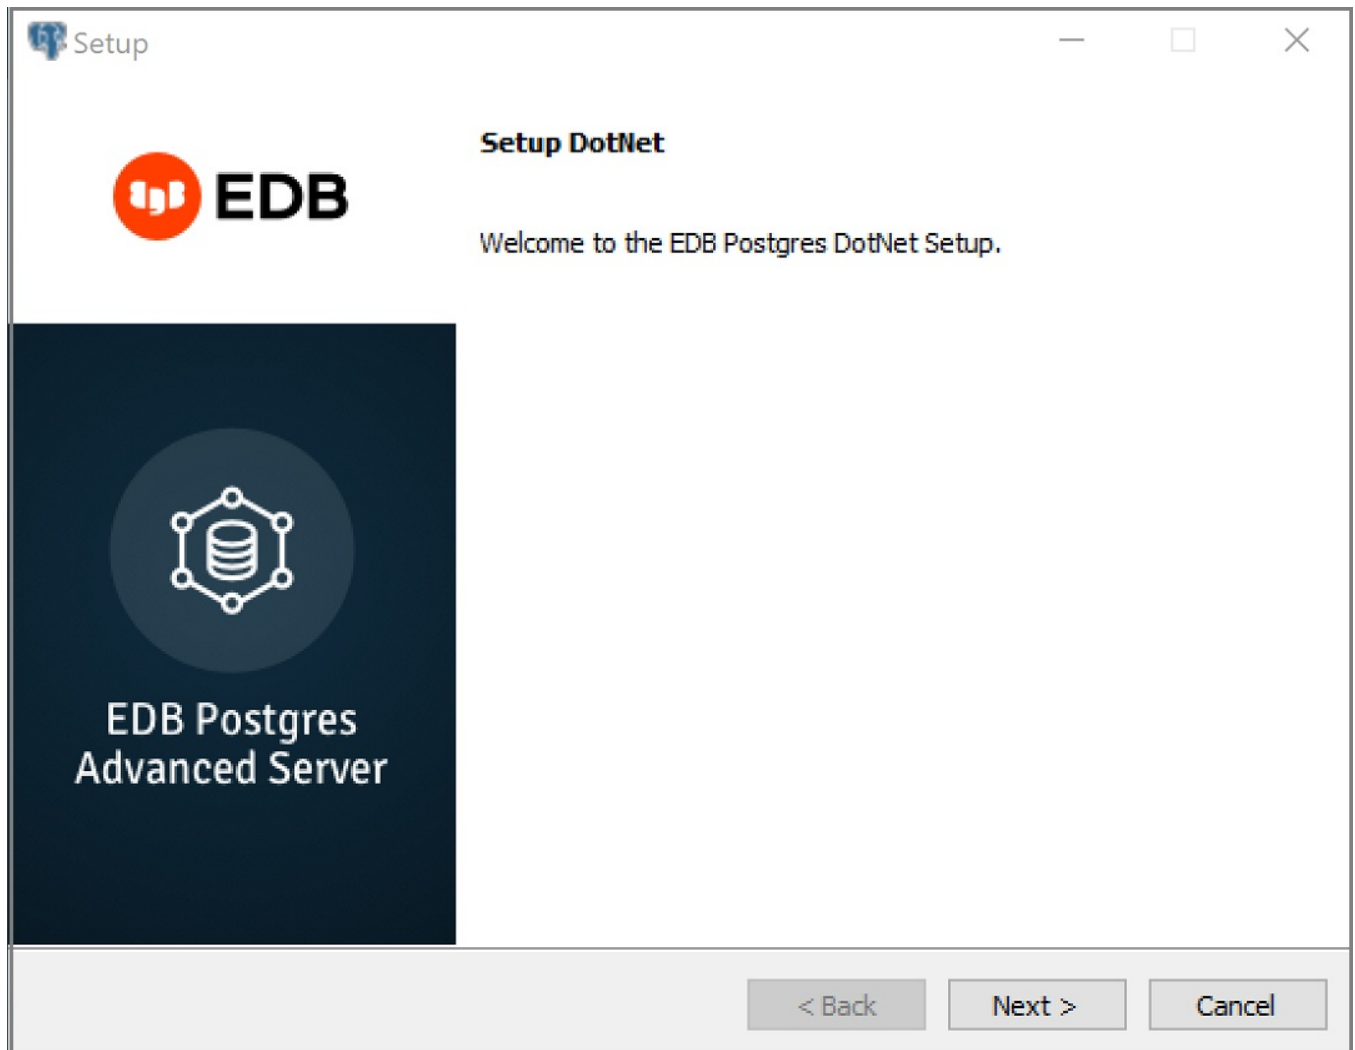 Setup
EDB
Setup DotNet
Welcome to the EDB Postgres DotNet Setup.
EDB Postgres
Advanced Server
< Back
Next >
Cancel